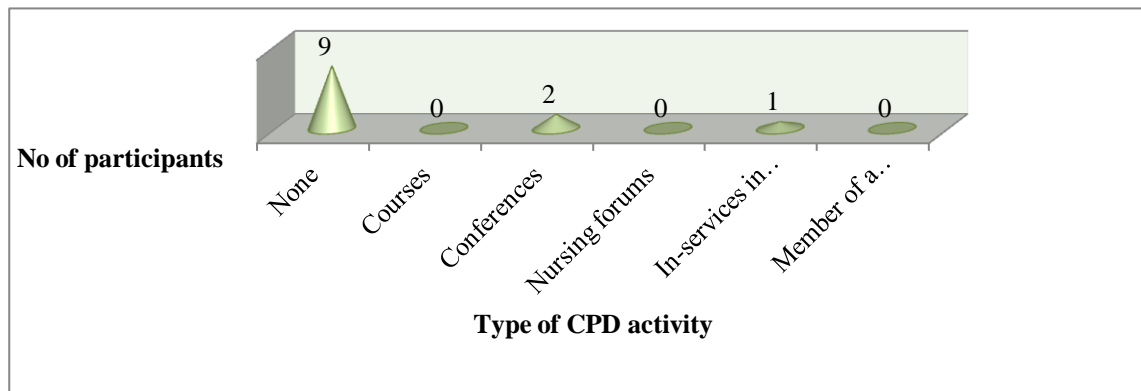 9
0
2
0
1
0
No of participants
None
Courses
Conferences
Nursing forums
In-services in…
Member of a…
Type of CPD activity